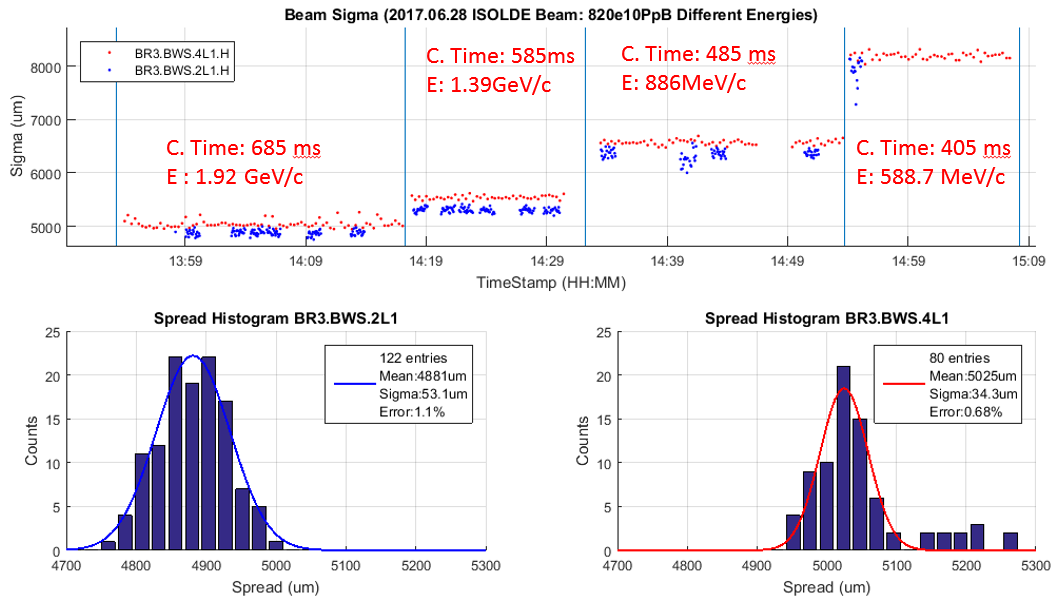 Beam Sigma (2017.06.28 ISOLDE Beam: 820e10PpB Different Energies)
BR3.BWS.4L1.H
BR3.BWS.2L1.H
C. Time: 685 ms
E : 1.92 GeV/c
C. Time: 585ms
E: 1.39GeV/c
C. Time: 485 ms
E: 886MeV/c
C. Time: 405 ms
E: 588.7 MeV/c
Sigma (um)
8000
7000
6000
5000
13:59
14:09
14:19
14:29
14:39
14:49
14:59
15:09
TimeStamp (HH:MM)
Spread Histogram BR3.BWS.2L1
122 entries
Mean:4881um
Sigma:53.1um
Error:1.1%
Counts
25
20
15
10
5
0
4700
4800
4900
5000
5100
5200
5300
Spread (um)
Spread Histogram BR3.BWS.4L1
80 entries
Mean:5025um
Sigma:34.3um
Error:0.68%
Counts
25
20
15
10
5
0
4700
4800
4900
5000
5100
5200
5300
Spread (um)